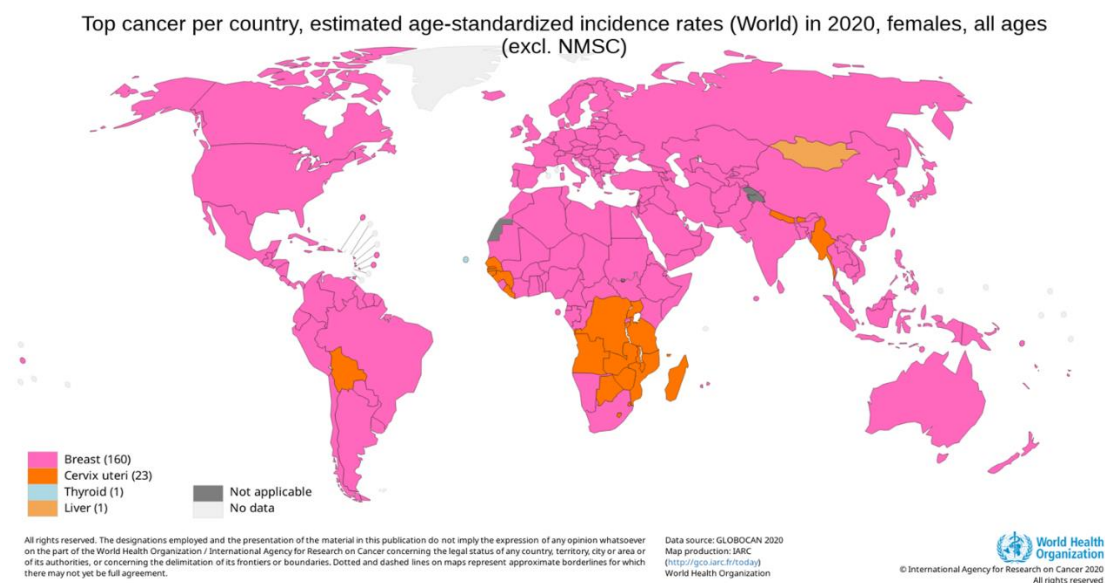 Top cancer per country, estimated age-standardized incidence rates (World) in 2020, females, all ages
(excl. NMSC)
Breast (160)
Cervix uteri (23)
Thyroid (1)
Liver (1)
Not applicable
No data
All rights reserved. The designations employed and the presentation of the material in this publication do not imply the expression of any opinion whatsoever
on the part of the World Health Organization / International Agency for Research on Cancer concerning the legal status of any country, territory, city or area or
of its authorities, or concerning the delimitation of its frontiers or boundaries. Dotted and dashed lines on maps represent approximate borderlines for which
there may not yet be full agreement.
Data source: GLOBOCAN 2020
Map production: IARC
(http://gco.iarc.fr/today)
World Health Organization
World Health
Organization
© International Agency for Research on Cancer 2020
All rights reserved